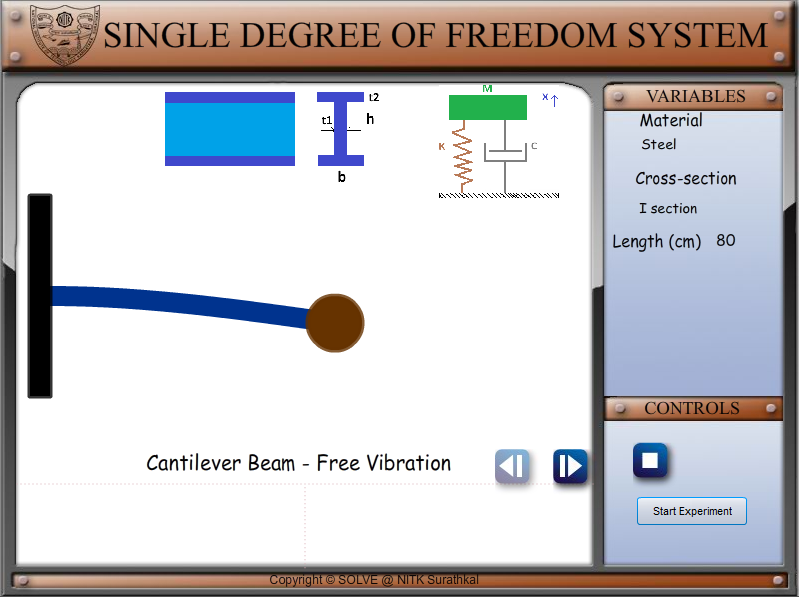 SINGLE DEGREE OF FREEDOM SYSTEM
t2
t1
h
b
M
X
K
C
VARIABLES
Material
Steel
Cross-section
I section
Length (cm) 80
Cantilever Beam - Free Vibration
CONTROLS
Start Experiment
Copyright © SOLVE @ NITK Surathkal